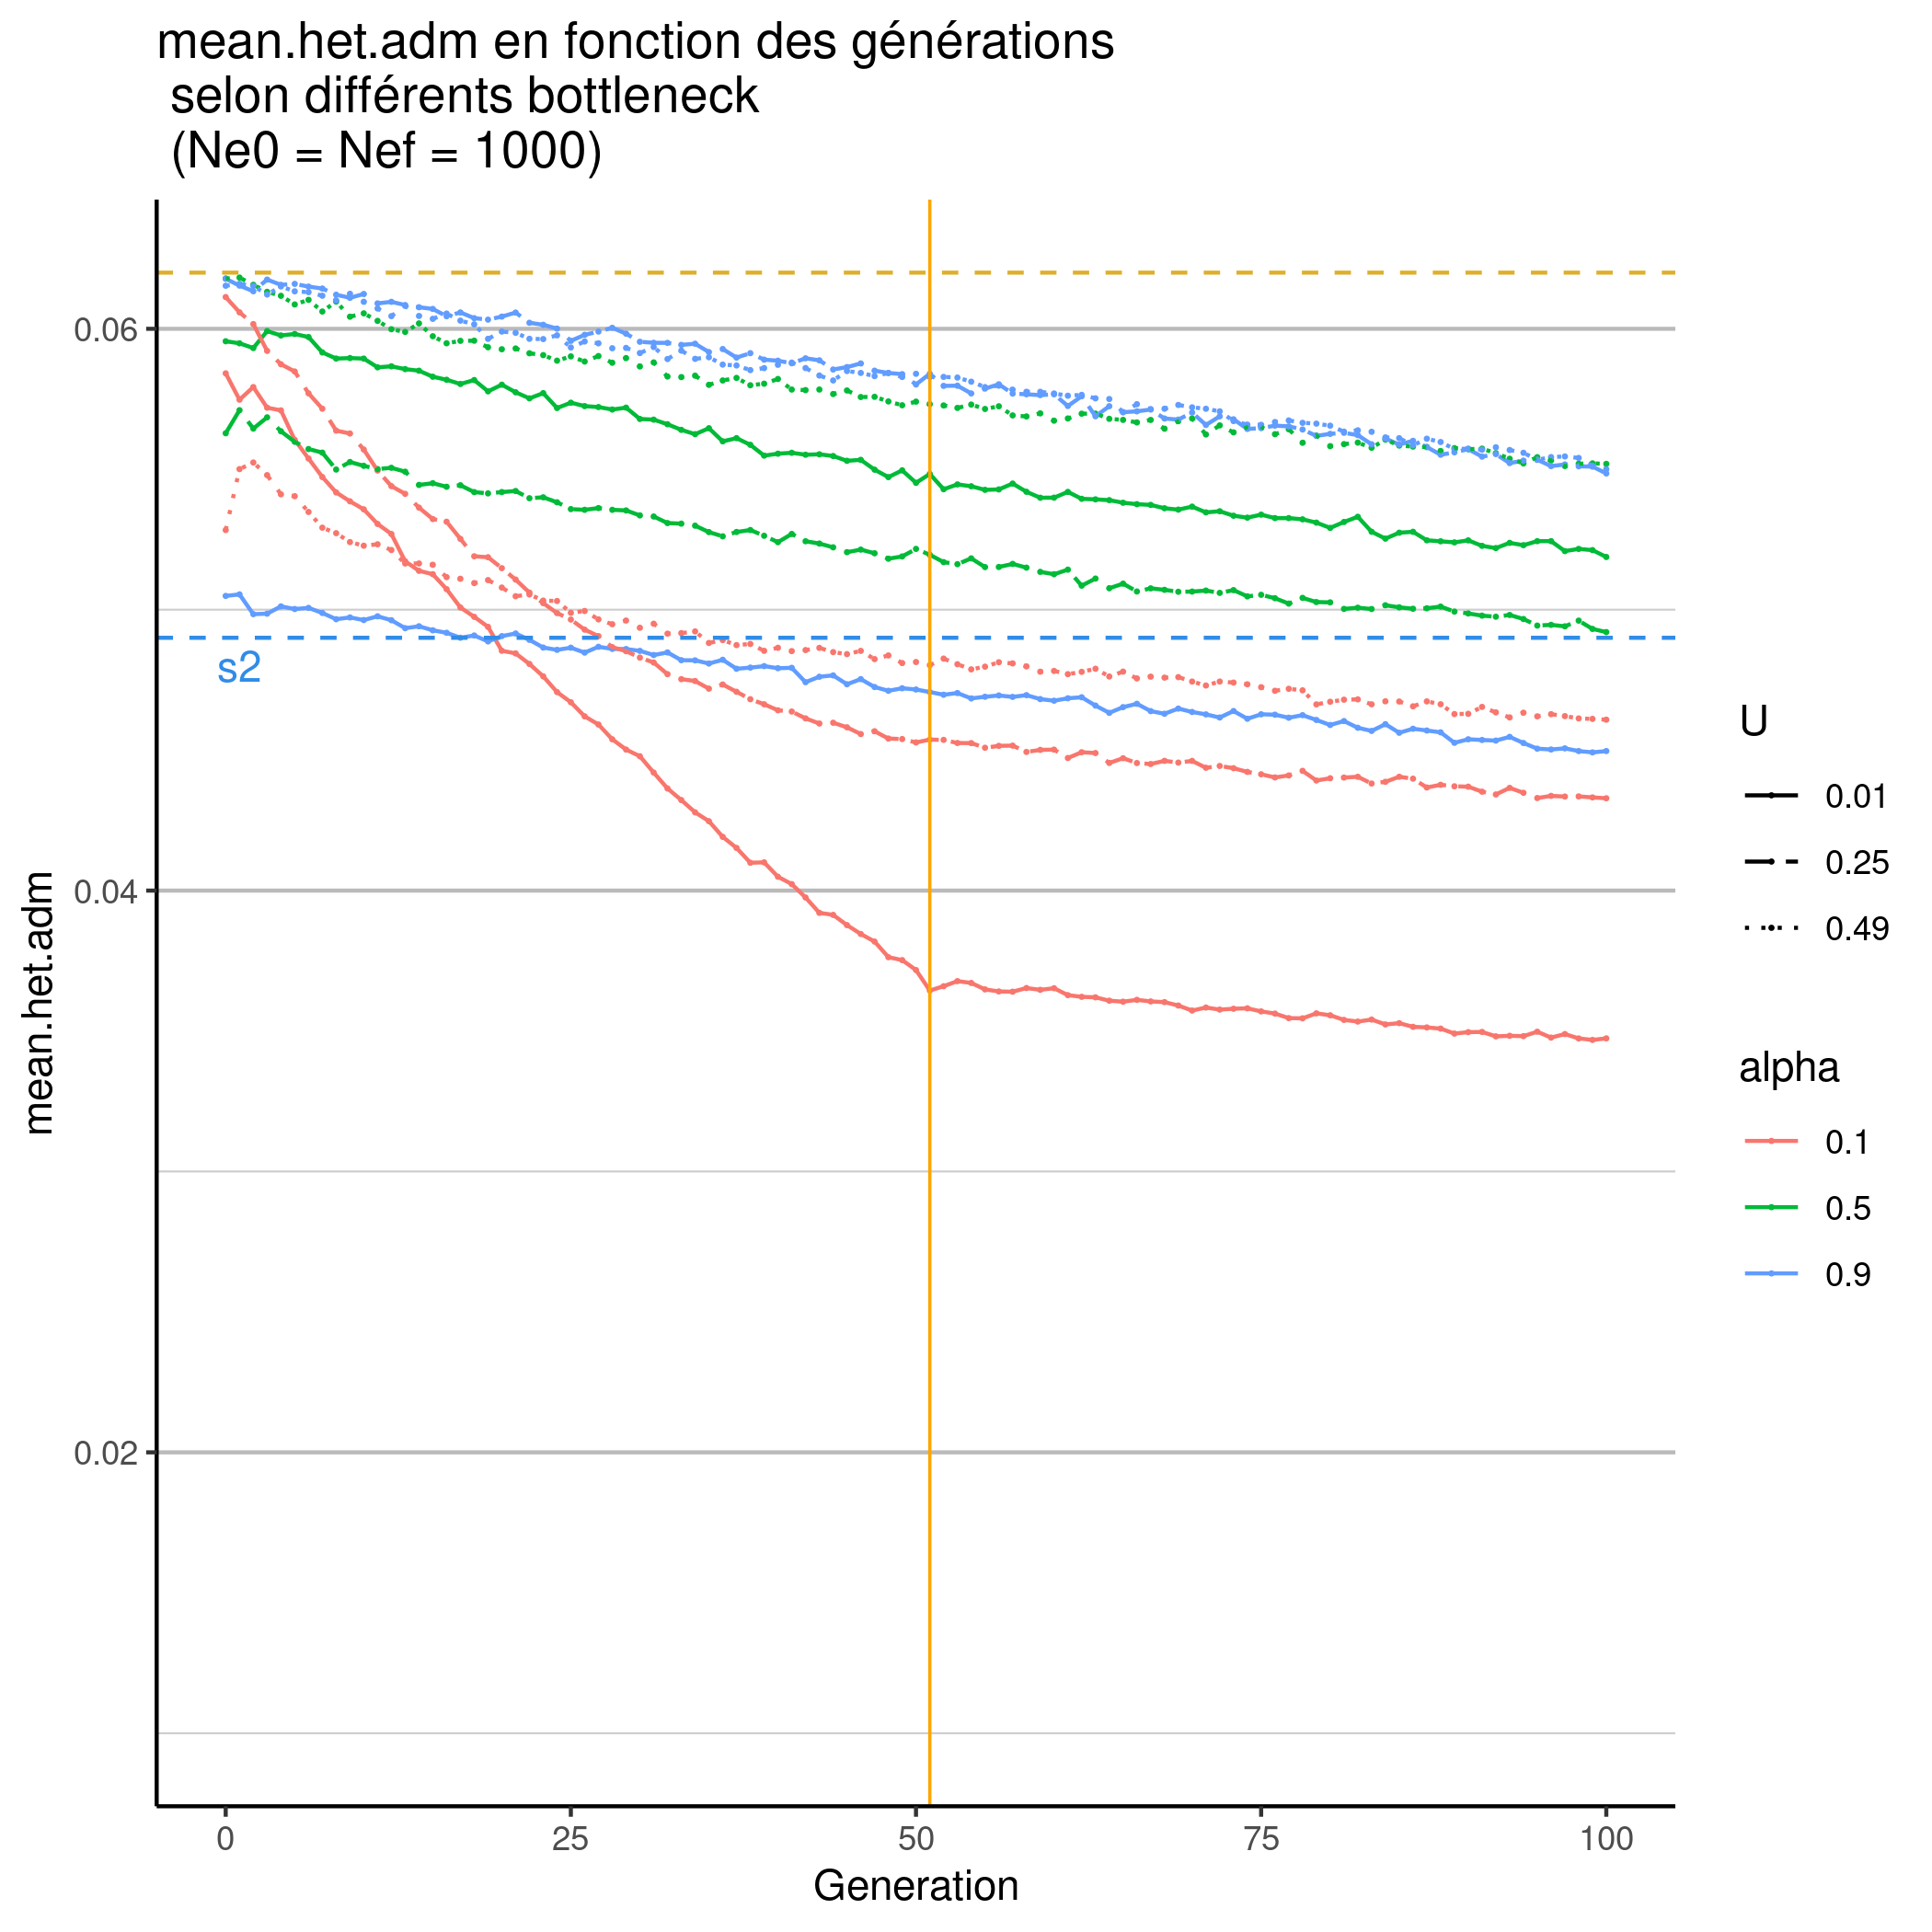 mean.het.adm en fonction des générations
selon différents bottleneck
(Ne0 = Nef = 1000)
0.06
0.04
0.02
mean.het.adm
s2
0
25
50
75
100
Generation
U
0.01
0.25
0.49
alpha
0.1
0.5
0.9